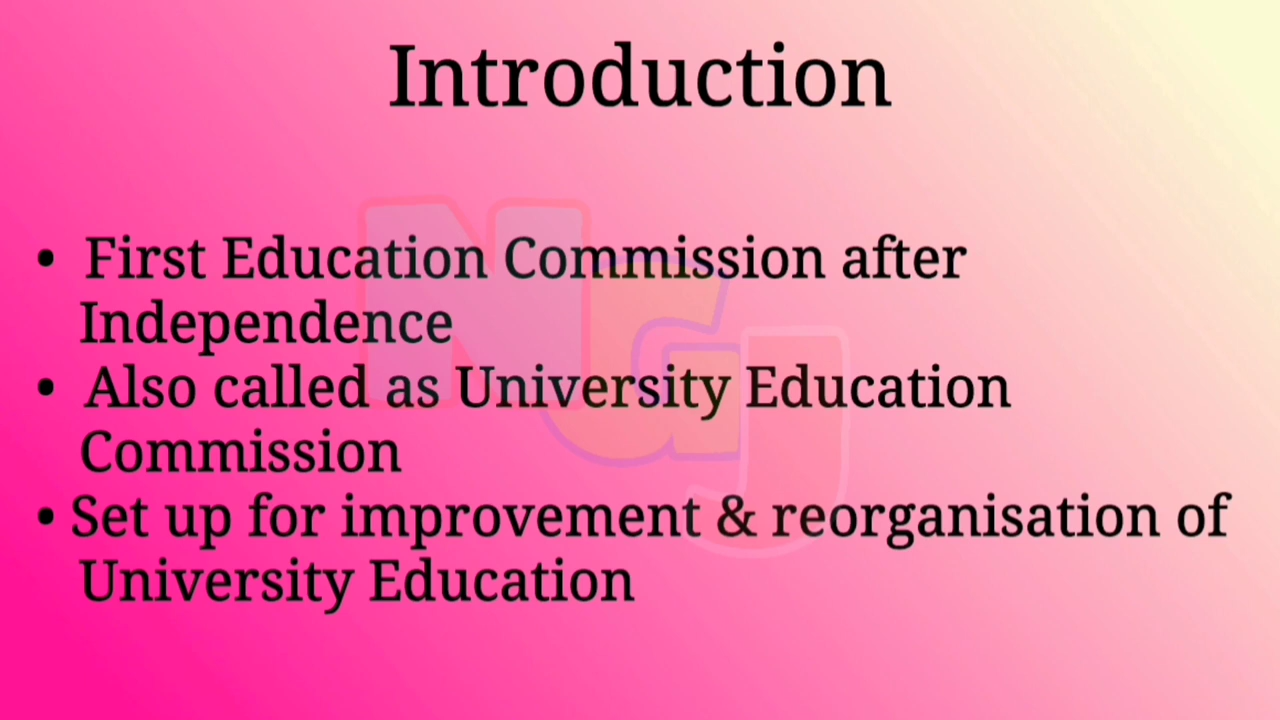 Introduction
• First Education Commission after
Independence
• Also called as University Education
Commission
• Set up for improvement & reorganisation of
University Education
NGJ